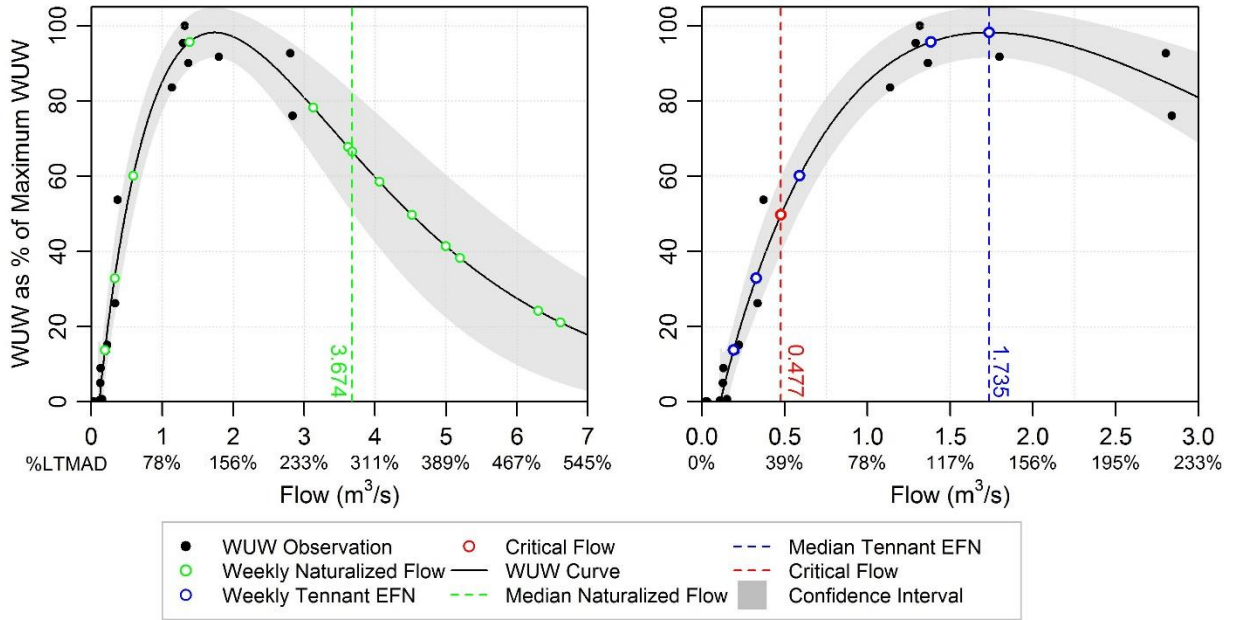 WUW as % of Maximum WUW
100
80
60
40
20
0
3.674
0 1 2 3 4 5 6 7
%LTMAD 78% 156% 233% 311% 389% 467% 545%
Flow (m³/s)
100
80
60
40
20
0
0.477
1.735
0.0 0.5 1.0 1.5 2.0 2.5 3.0
0% 39% 78% 117% 156% 195% 233%
Flow (m³/s)
WUW Observation Critical Flow Median Tennant EFN
Weekly Naturalized Flow WUW Curve Critical Flow
Weekly Tennant EFN Median Naturalized Flow Confidence Interval